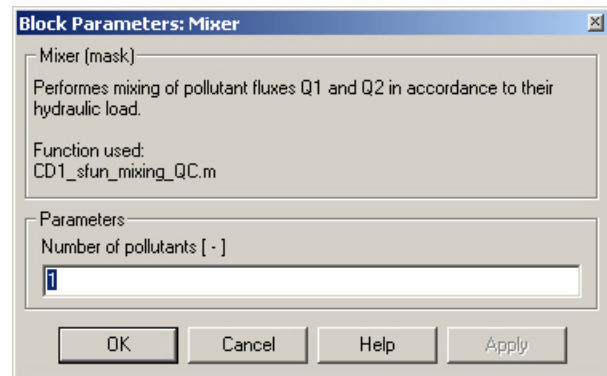 Block Parameters: Mixer
Mixer (mask)
Performes mixing of pollutant fluxes Q1 and Q2 in accordance to their
hydraulic load.
Function used:
CD1_sfun_mixing_QC.m
Parameters
Number of pollutants [ - ]
1
OK Cancel Help Apply